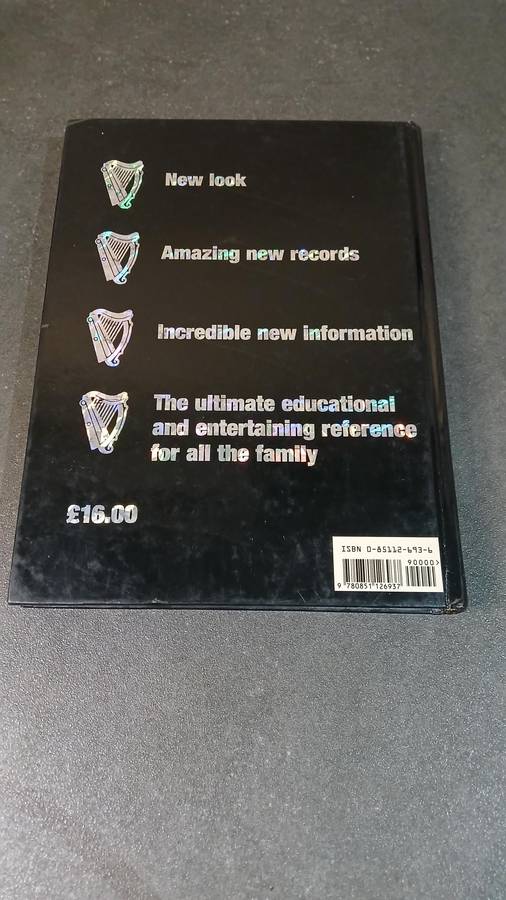 New look
Amazing new records
Incredible new information
The ultimate educational
and entertaining reference
for all the family
£16.00
ISBN 0-85112-693-6
90000>
9 780851 126937